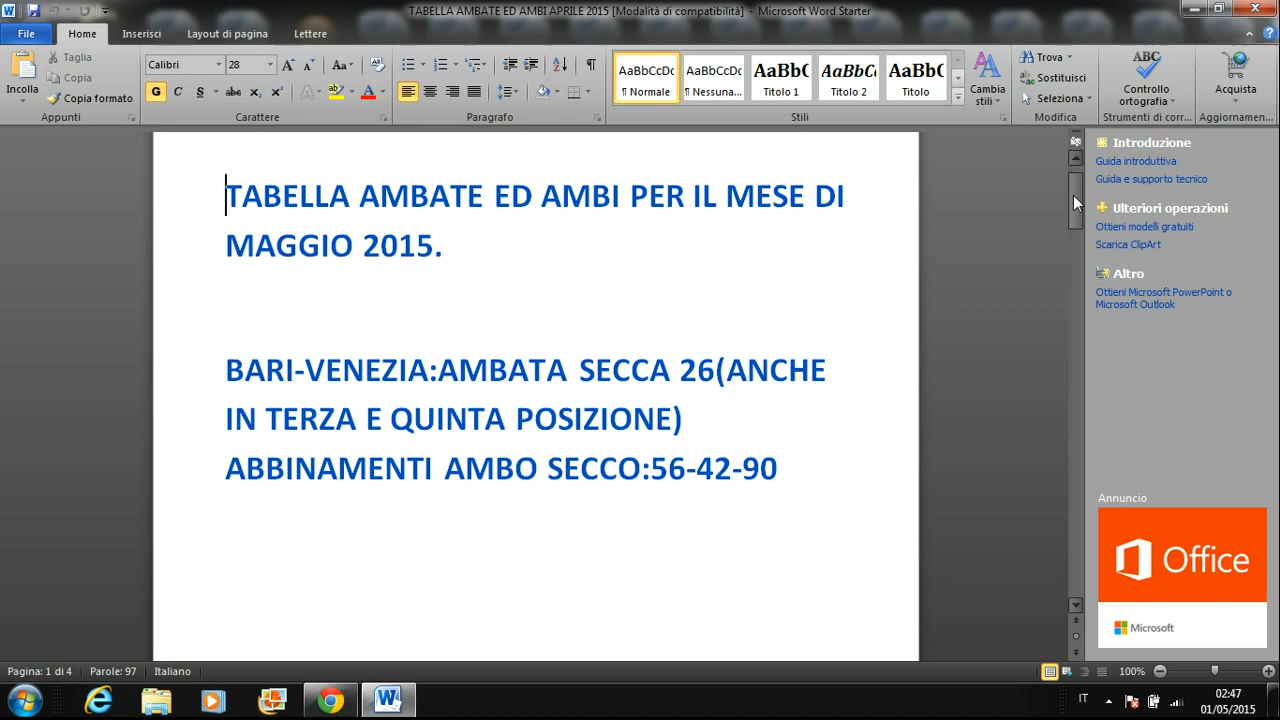 TABELLA AMBATE ED AMBI APRILE 2015 [Modalità di compatibilità] - Microsoft Word Starter
File Home Inserisci Layout di pagina Lettere
Incolla
Taglia
Copia
Copia formato
Appunti
Calibri 28
G C S abc x₂ x² A A
Carattere
Paragrafo
AaBbCcDc AaBbCcDc AaBbC AaBbCc AaBbC
¶ Normale ¶ Nessuna... Titolo 1 Titolo 2 Titolo
Cambia
stili
Stili
Trova
Sostituisci
Seleziona
Modifica
ABC
Controllo
ortografia
Strumenti di corr...
Acquista
Aggiornamen...
TABELLA AMBATE ED AMBI PER IL MESE DI
MAGGIO 2015.
BARI-VENEZIA:AMBATA SECCA 26(ANCHE
IN TERZA E QUINTA POSIZIONE)
ABBINAMENTI AMBO SECCO:56-42-90
Introduzione
Guida introduttiva
Guida e supporto tecnico
Ulteriori operazioni
Ottieni modelli gratuiti
Scarica ClipArt
Altro
Ottieni Microsoft PowerPoint o
Microsoft Outlook
Annuncio
Office
Microsoft
Pagina: 1 di 4 Parole: 97 Italiano 100%
IT 02:47
01/05/2015